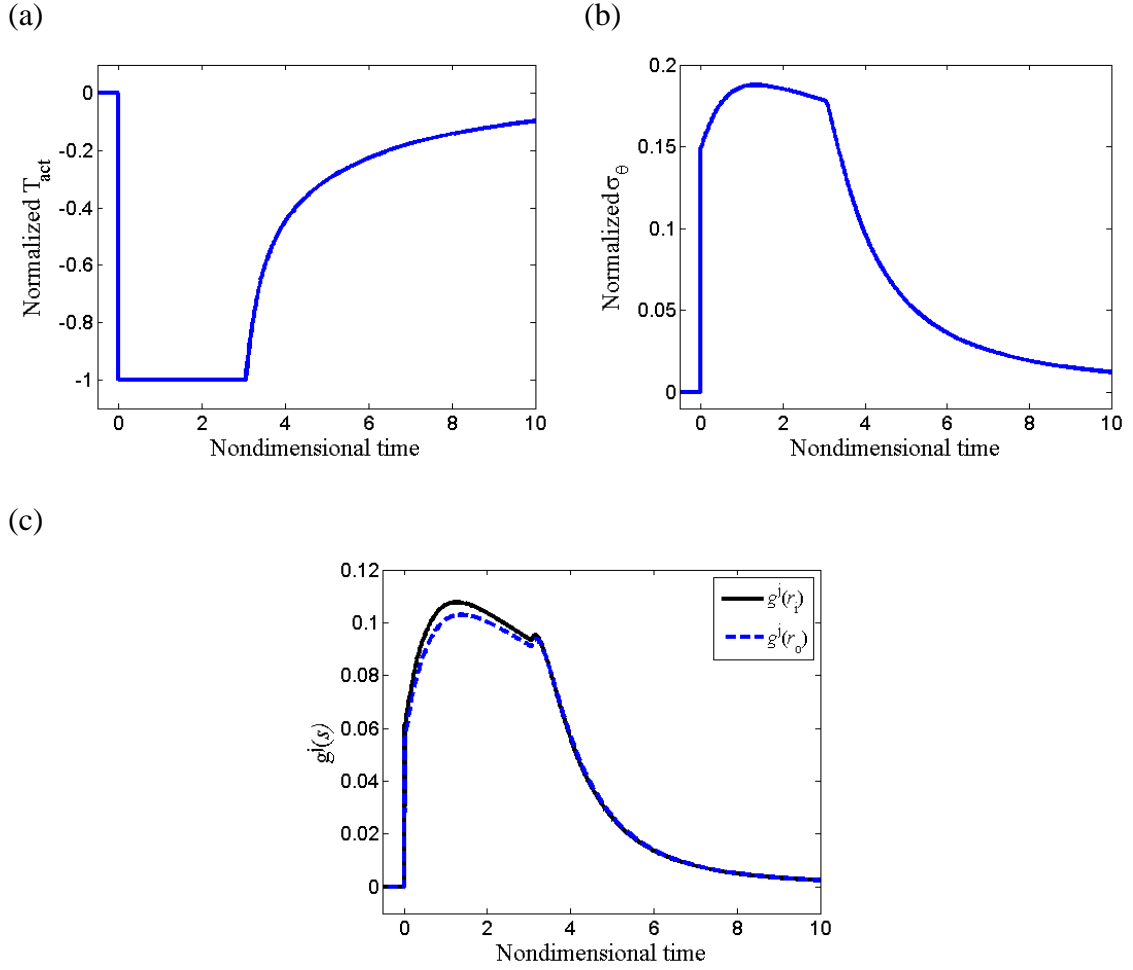 (a)
(b)
0
-0.2
-0.4
-0.6
-0.8
-1
0 2 4 6 8 10
Normalized T_act
Nondimensional time
0.2
0.15
0.1
0.05
0
0 2 4 6 8 10
Normalized σ_θ
Nondimensional time
(c)
0.12
0.1
0.08
0.06
0.04
0.02
0
0 2 4 6 8 10
g^j(s)
Nondimensional time
g^j(r_i)
g^j(r_o)